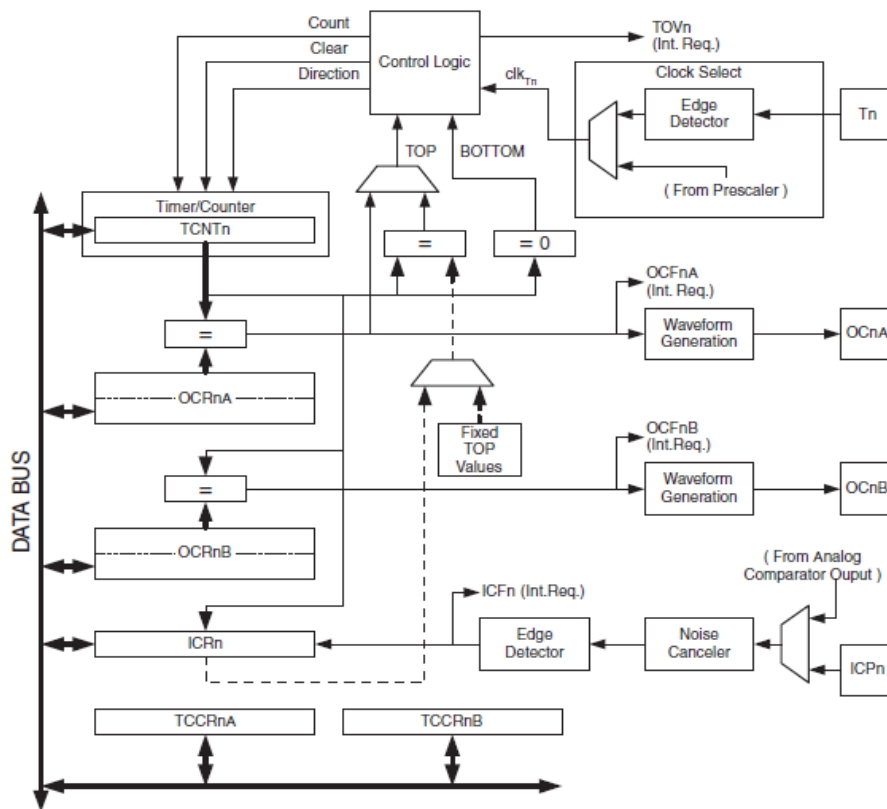 Count
TOVn
(Int. Req.)
Clear
Control Logic
Direction
clkTn
Clock Select
Edge
Detector
Tn
TOP
BOTTOM
( From Prescaler )
Timer/Counter
TCNTn
=
= 0
OCFnA
(Int. Req.)
=
Waveform
Generation
OCnA
OCRnA
Fixed
TOP
Values
OCFnB
(Int.Req.)
=
Waveform
Generation
OCnB
DATA BUS
OCRnB
( From Analog
Comparator Ouput )
ICFn (Int.Req.)
ICRn
Edge
Detector
Noise
Canceler
ICPn
TCCRnA
TCCRnB